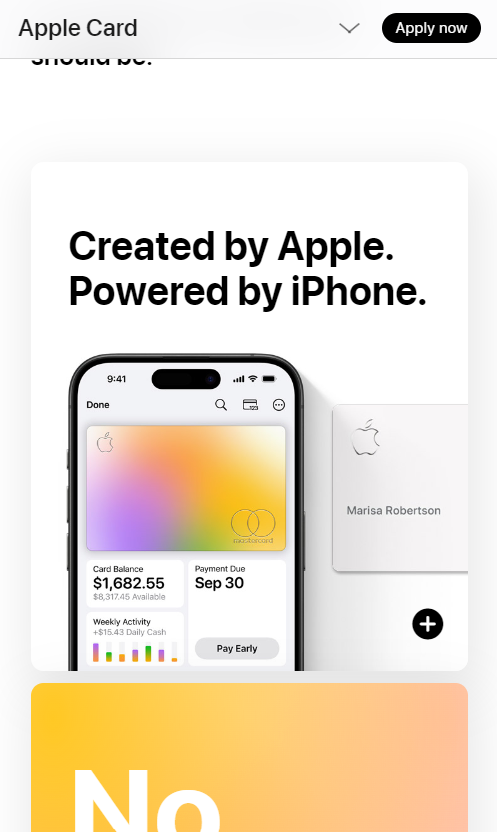 Apple Card
Apply now
should be.
Created by Apple.
Powered by iPhone.
9:41
Done
123
mastercard
Marisa Robertson
Card Balance
$1,682.55
$8,317.45 Available
Payment Due
Sep 30
Weekly Activity
+$15.43 Daily Cash
Pay Early
No